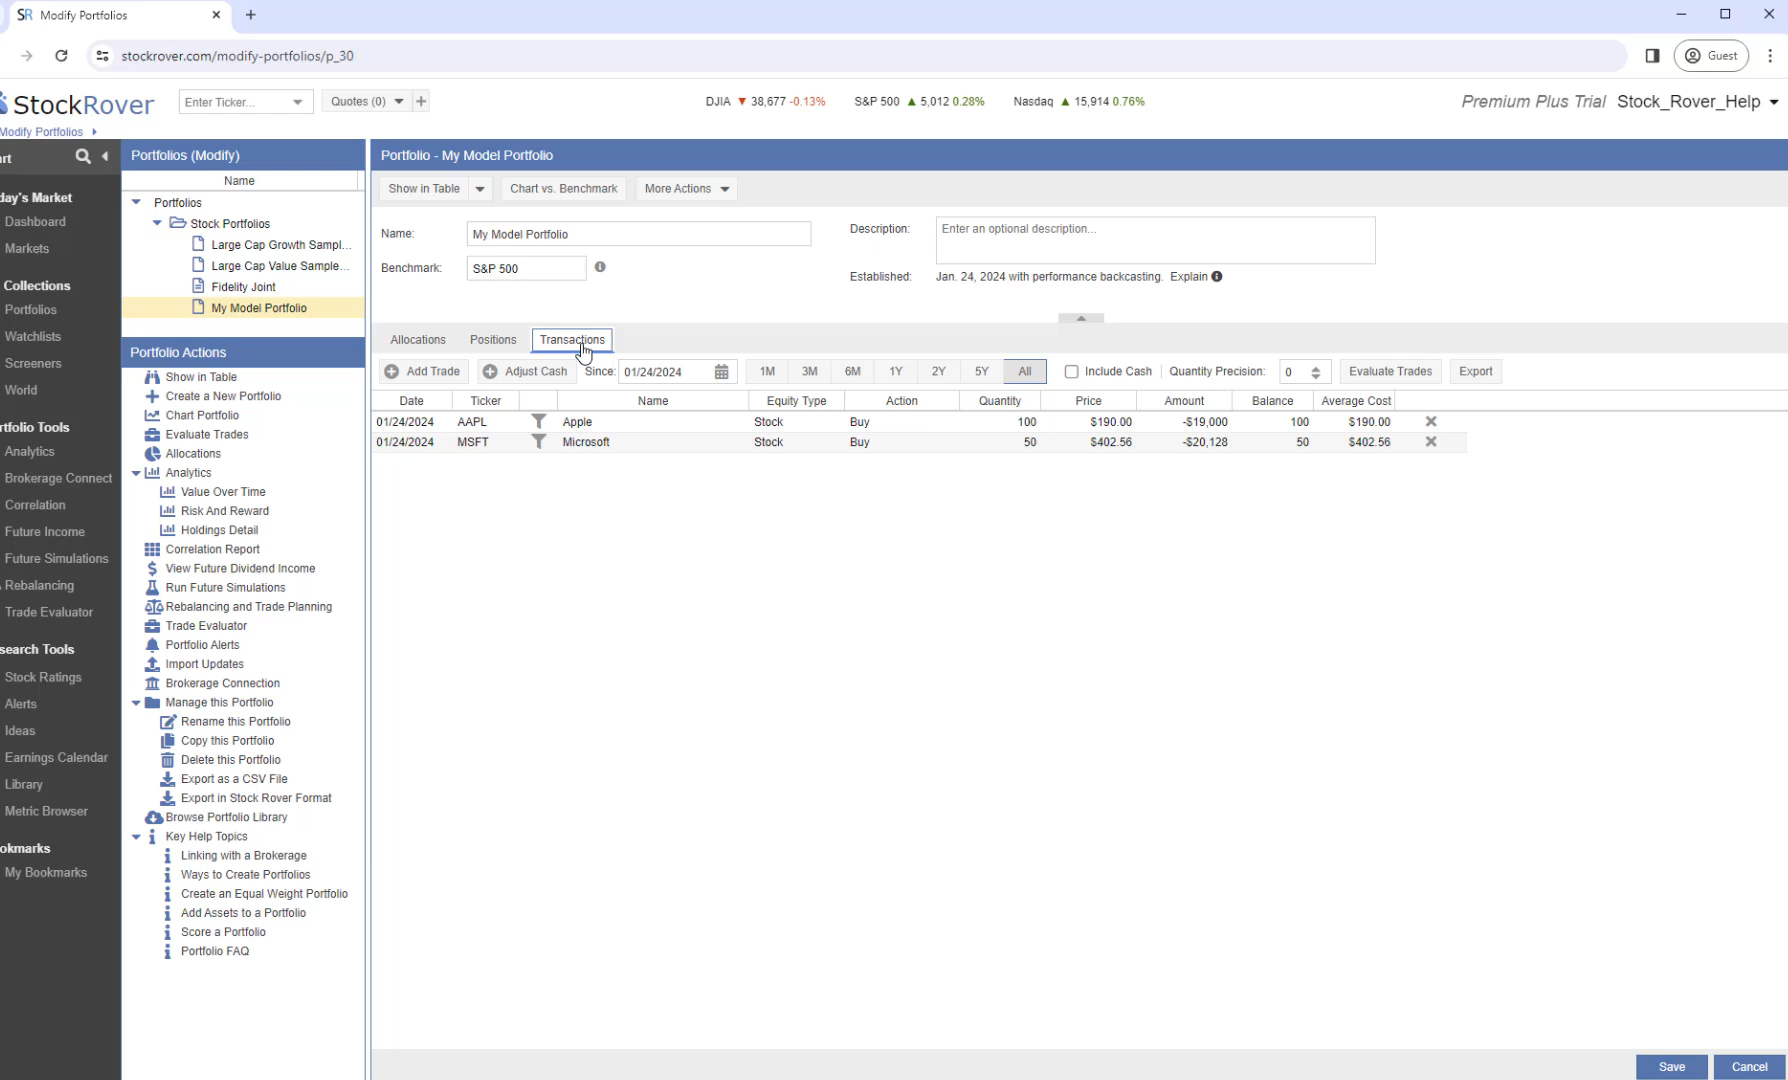 SR Modify Portfolios
stockrover.com/modify-portfolios/p_30
Guest
StockRover
Enter Ticker...
Quotes (0)
DJIA ▼ 38,677 -0.13%
S&P 500 ▲ 5,012 0.28%
Nasdaq ▲ 15,914 0.76%
Premium Plus Trial Stock_Rover_Help
Modify Portfolios
art
day's Market
Dashboard
Markets
Collections
Portfolios
Watchlists
Screeners
World
rtfolio Tools
Analytics
Brokerage Connect
Correlation
Future Income
Future Simulations
Rebalancing
Trade Evaluator
search Tools
Stock Ratings
Alerts
Ideas
Earnings Calendar
Library
Metric Browser
okmarks
My Bookmarks
Portfolios (Modify)
Name
Portfolios
Stock Portfolios
Large Cap Growth Sampl...
Large Cap Value Sample...
Fidelity Joint
My Model Portfolio
Portfolio Actions
Show in Table
Create a New Portfolio
Chart Portfolio
Evaluate Trades
Allocations
Analytics
Value Over Time
Risk And Reward
Holdings Detail
Correlation Report
View Future Dividend Income
Run Future Simulations
Rebalancing and Trade Planning
Trade Evaluator
Portfolio Alerts
Import Updates
Brokerage Connection
Manage this Portfolio
Rename this Portfolio
Copy this Portfolio
Delete this Portfolio
Export as a CSV File
Export in Stock Rover Format
Browse Portfolio Library
Key Help Topics
Linking with a Brokerage
Ways to Create Portfolios
Create an Equal Weight Portfolio
Add Assets to a Portfolio
Score a Portfolio
Portfolio FAQ
Portfolio - My Model Portfolio
Show in Table
Chart vs. Benchmark
More Actions
Name: My Model Portfolio
Benchmark: S&P 500
Description: Enter an optional description...
Established: Jan. 24, 2024 with performance backcasting. Explain
Allocations Positions Transactions
Add Trade Adjust Cash Since: 01/24/2024 1M 3M 6M 1Y 2Y 5Y All Include Cash Quantity Precision: 0 Evaluate Trades Export
Date Ticker Name Equity Type Action Quantity Price Amount Balance Average Cost
01/24/2024 AAPL Apple Stock Buy 100 $190.00 -$19,000 100 $190.00
01/24/2024 MSFT Microsoft Stock Buy 50 $402.56 -$20,128 50 $402.56
Save Cancel